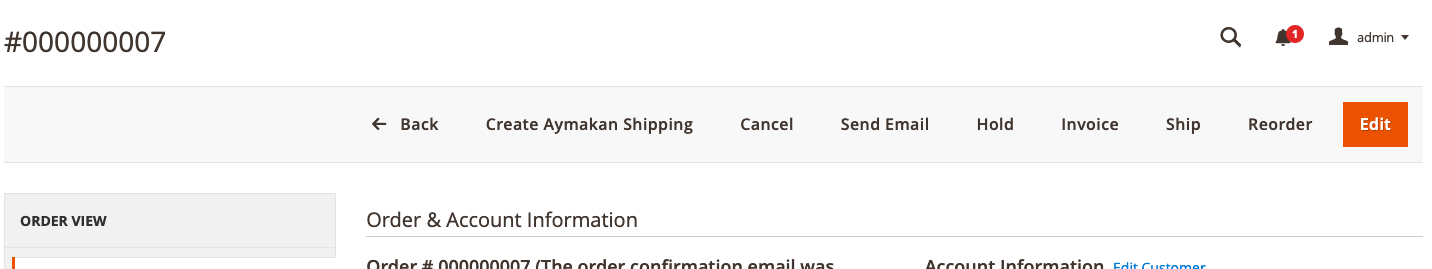 #000000007
1
admin
Back
Create Aymakan Shipping
Cancel
Send Email
Hold
Invoice
Ship
Reorder
Edit
ORDER VIEW
Order & Account Information
Order # 000000007 (The order confirmation email was
Account Information Edit Customer